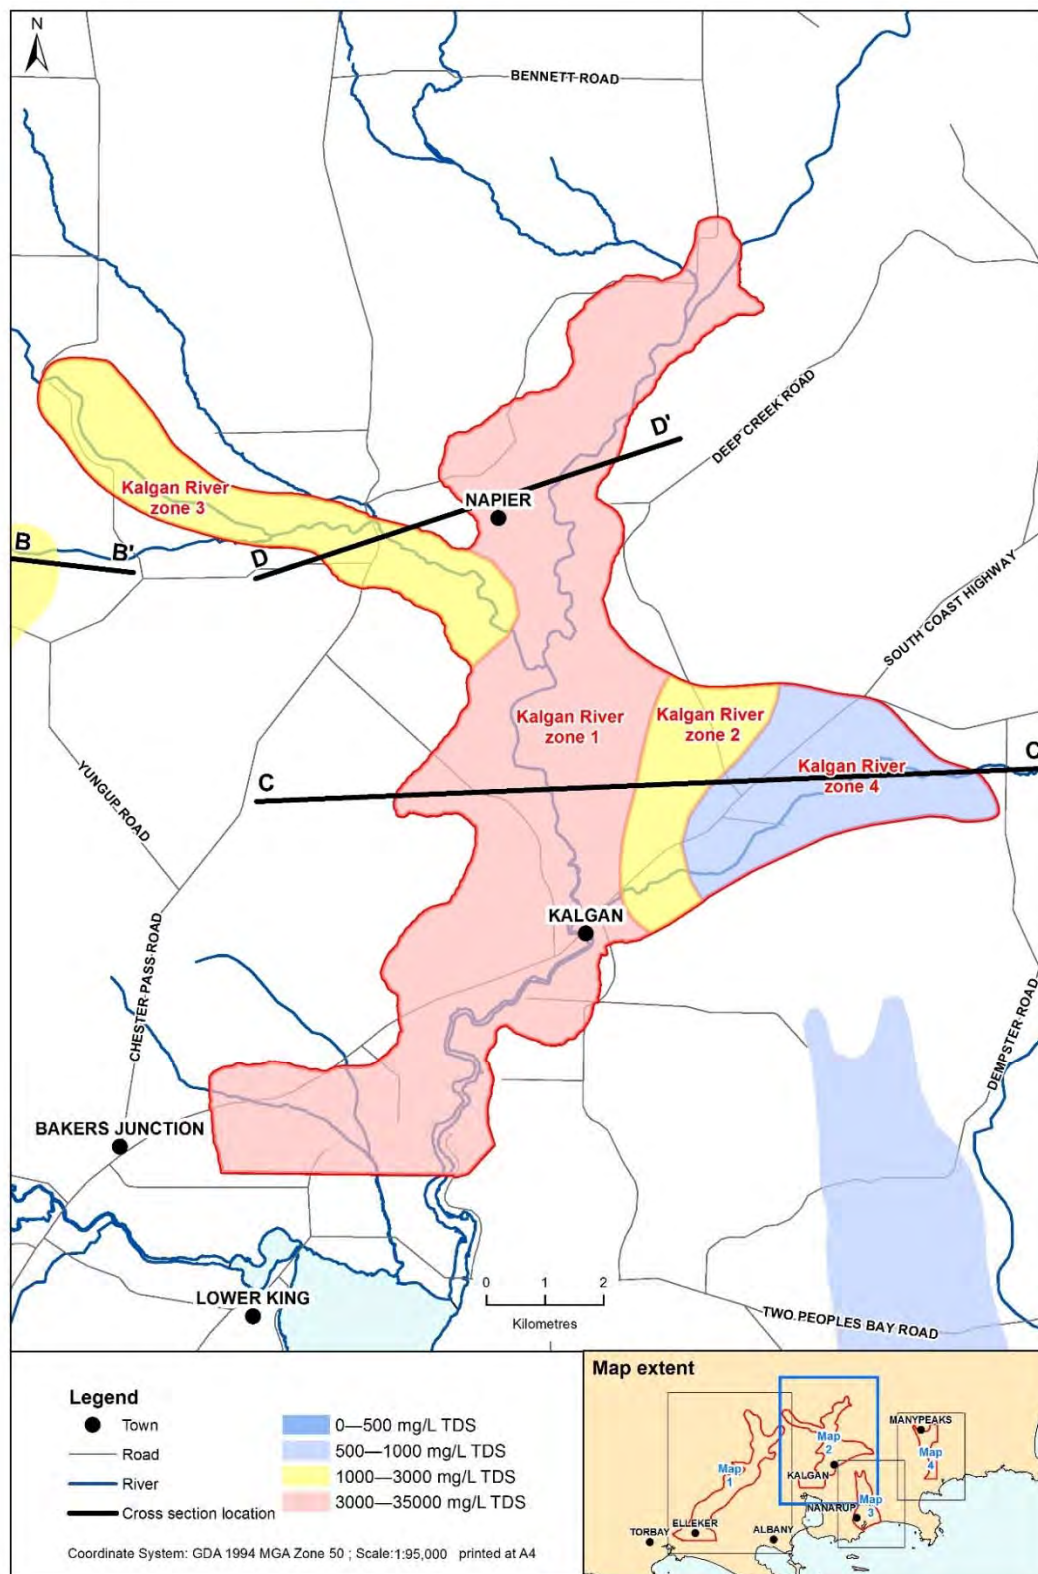 N
BENNETT ROAD
DEEP CREEK ROAD
D'
NAPIER
Kalgan River
zone 3
B
B'
D
SOUTH COAST HIGHWAY
Kalgan River
zone 1
Kalgan River
zone 2
Kalgan River
zone 4
C
C
YUNGUP ROAD
KALGAN
CHESTER PASS ROAD
DEMPSTER ROAD
BAKERS JUNCTION
LOWER KING
0 1 2
Kilometres
TWO PEOPLES BAY ROAD
Legend
Town
Road
River
Cross section location
0—500 mg/L TDS
500—1000 mg/L TDS
1000—3000 mg/L TDS
3000—35000 mg/L TDS
Coordinate System: GDA 1994 MGA Zone 50 ; Scale:1:95,000 printed at A4
Map extent
MANYPEAKS
Map
2
Map
4
Map
1
KALGAN
Map
3
NANARUP
ELLEKER
TORBAY
ALBANY